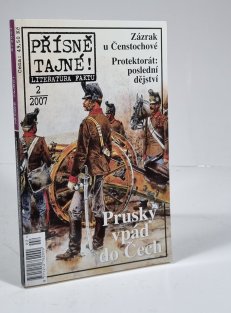 PŘÍSNĚ
TAJNÉ!
LITERATURA FAKTU
2
2007
Zázrak
u Čenstochové
Protektorát:
poslední
dějství
Pruský
vpád
do Čech